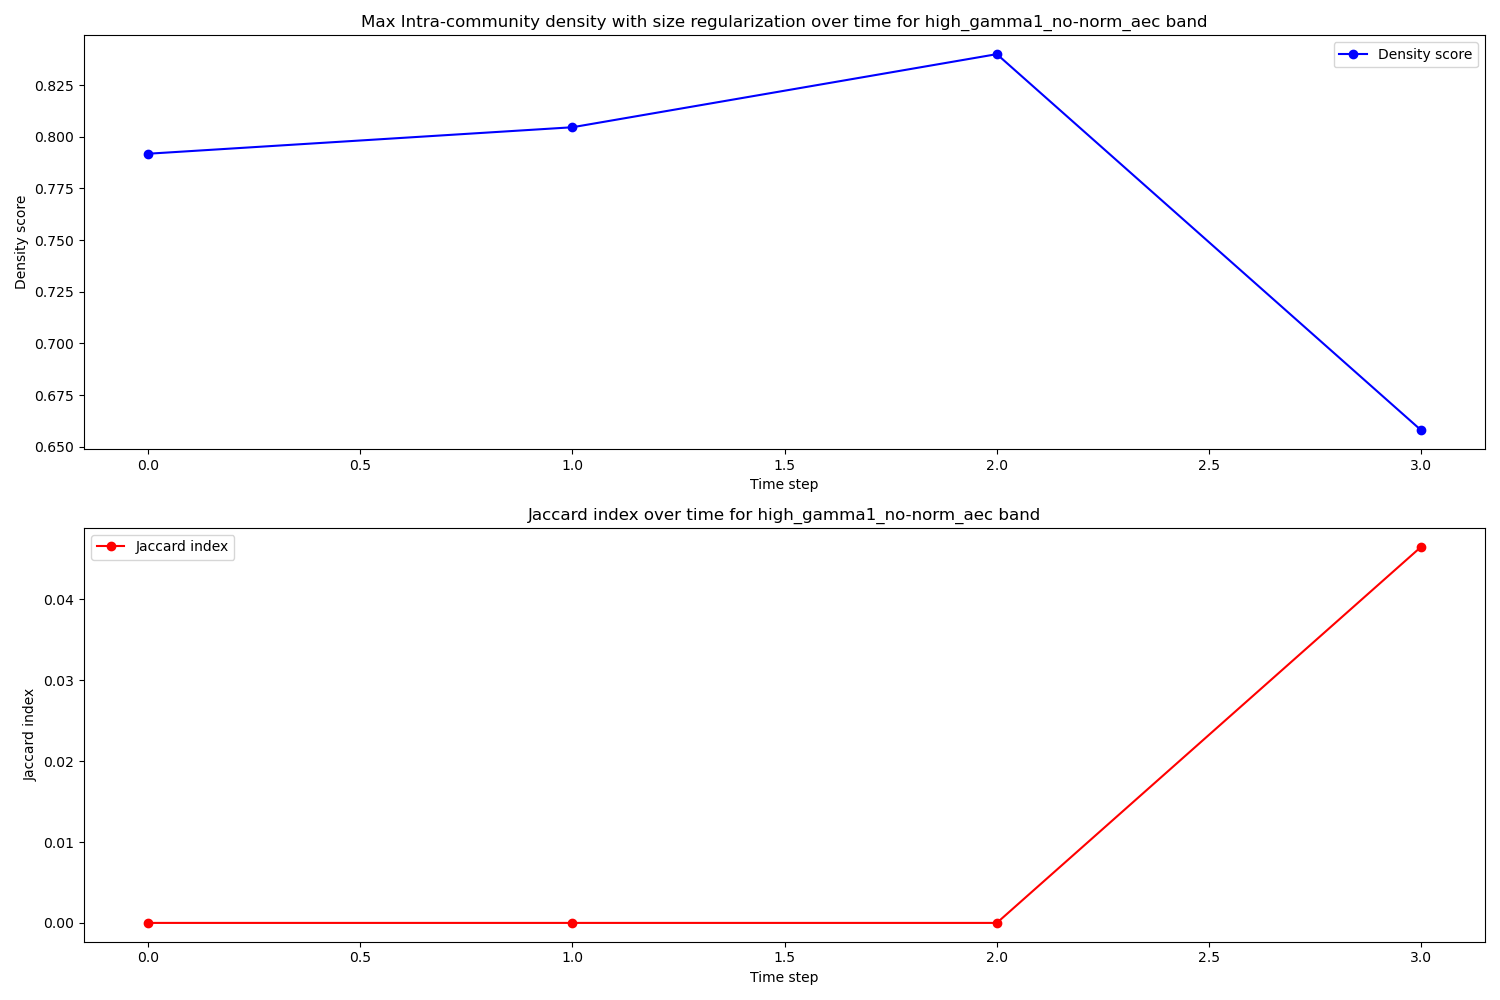 Max Intra-community density with size regularization over time for high_gamma1_no-norm_aec band
Density score
0.825
0.800
0.775
0.750
0.725
0.700
0.675
0.650
Density score
0.0 0.5 1.0 1.5 2.0 2.5 3.0
Time step
Jaccard index over time for high_gamma1_no-norm_aec band
Jaccard index
0.04
0.03
0.02
0.01
0.00
Jaccard index
0.0 0.5 1.0 1.5 2.0 2.5 3.0
Time step